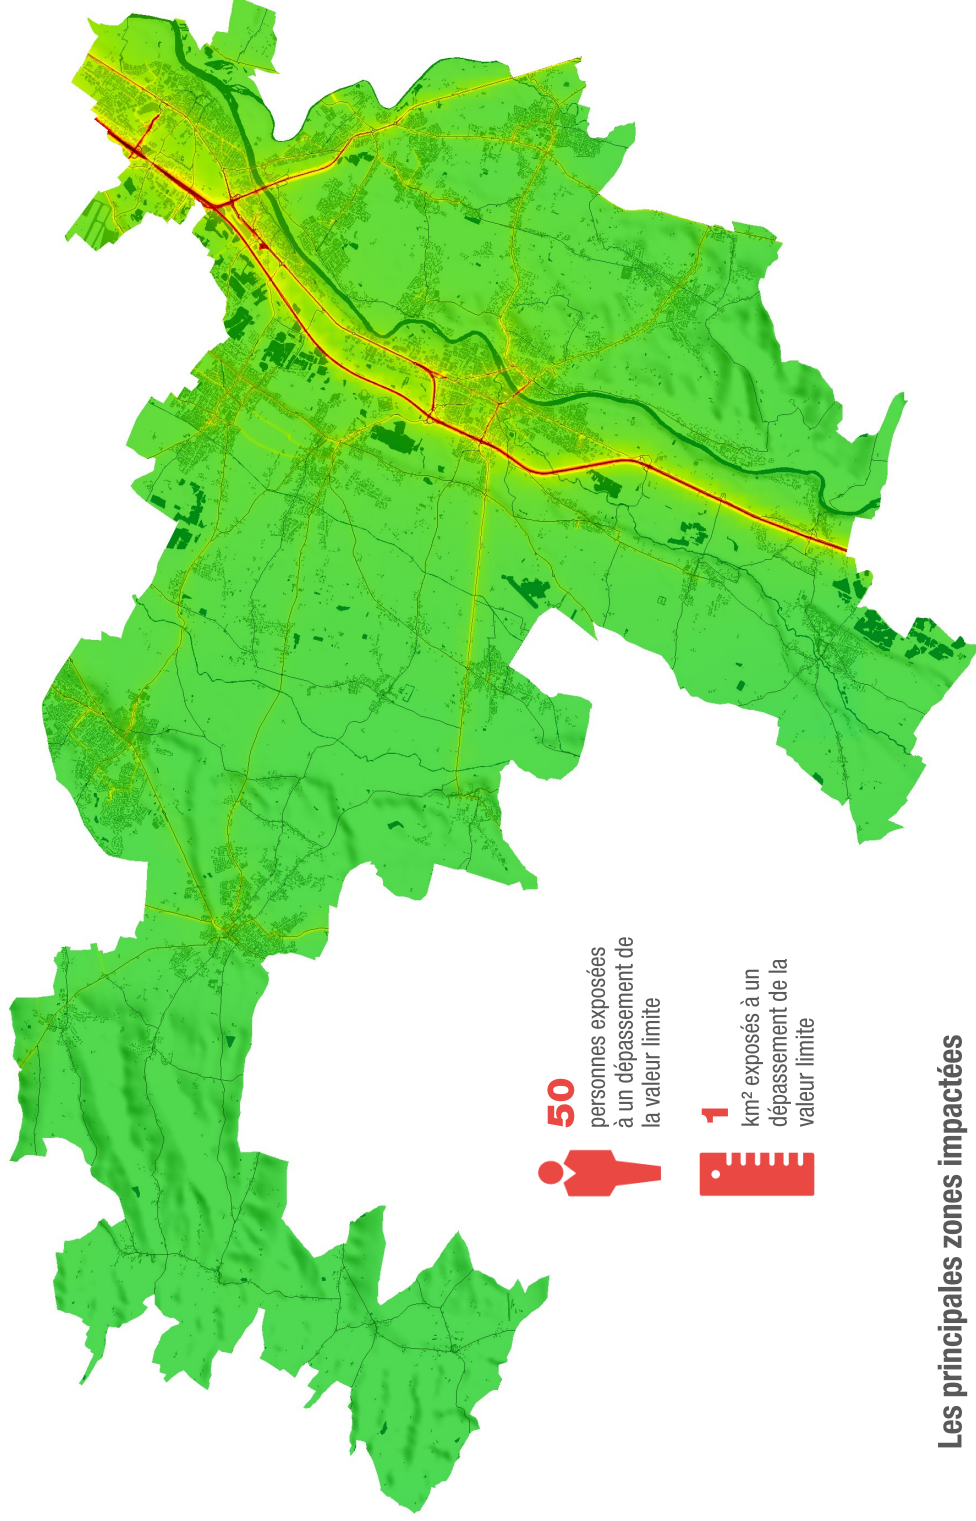 50
personnes exposées
à un dépassement de
la valeur limite
1
km² exposés à un
dépassement de la
valeur limite
Les principales zones impactées